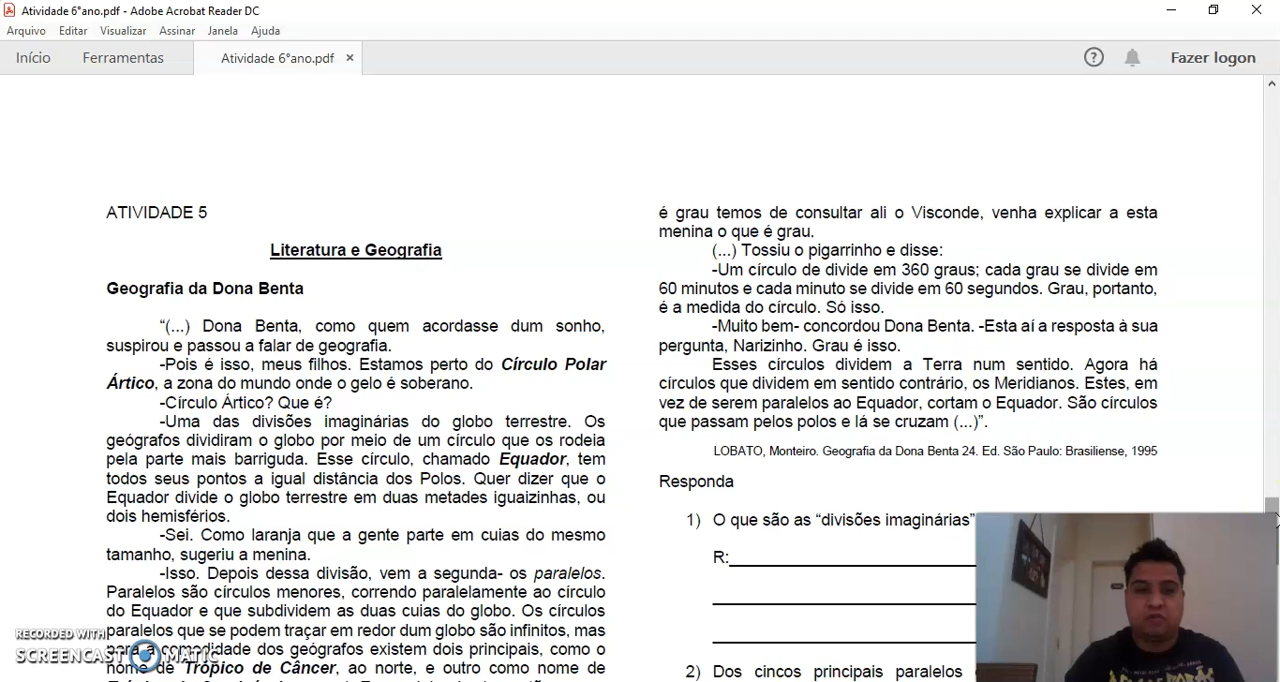 Atividade 6°ano.pdf - Adobe Acrobat Reader DC
Arquivo Editar Visualizar Assinar Janela Ajuda
Início Ferramentas Atividade 6°ano.pdf × Fazer logon
ATIVIDADE 5
Literatura e Geografia
Geografia da Dona Benta
“(...) Dona Benta, como quem acordasse dum sonho,
suspirou e passou a falar de geografia.
-Pois é isso, meus filhos. Estamos perto do Círculo Polar
Ártico, a zona do mundo onde o gelo é soberano.
-Círculo Ártico? Que é?
-Uma das divisões imaginárias do globo terrestre. Os
geógrafos dividiram o globo por meio de um círculo que os rodeia
pela parte mais barriguda. Esse círculo, chamado Equador, tem
todos seus pontos a igual distância dos Polos. Quer dizer que o
Equador divide o globo terrestre em duas metades iguaizinhas, ou
dois hemisférios.
-Sei. Como laranja que a gente parte em cuias do mesmo
tamanho, sugeriu a menina.
-Isso. Depois dessa divisão, vem a segunda- os paralelos.
Paralelos são círculos menores, correndo paralelamente ao círculo
do Equador e que subdividem as duas cuias do globo. Os círculos
paralelos que se podem traçar em redor dum globo são infinitos, mas
para a comodidade dos geógrafos existem dois principais, como o
nome de Trópico de Câncer, ao norte, e outro como nome de
é grau temos de consultar ali o Visconde, venha explicar a esta
menina o que é grau.
(...) Tossiu o pigarrinho e disse:
-Um círculo de divide em 360 graus; cada grau se divide em
60 minutos e cada minuto se divide em 60 segundos. Grau, portanto,
é a medida do círculo. Só isso.
-Muito bem- concordou Dona Benta. -Esta aí a resposta à sua
pergunta, Narizinho. Grau é isso.
Esses círculos dividem a Terra num sentido. Agora há
círculos que dividem em sentido contrário, os Meridianos. Estes, em
vez de serem paralelos ao Equador, cortam o Equador. São círculos
que passam pelos polos e lá se cruzam (...)”.
LOBATO, Monteiro. Geografia da Dona Benta 24. Ed. São Paulo: Brasiliense, 1995
Responda
1) O que são as “divisões imaginárias”
R:
2) Dos cincos principais paralelos
RECORDED WITH
SCREENCAST MATIC